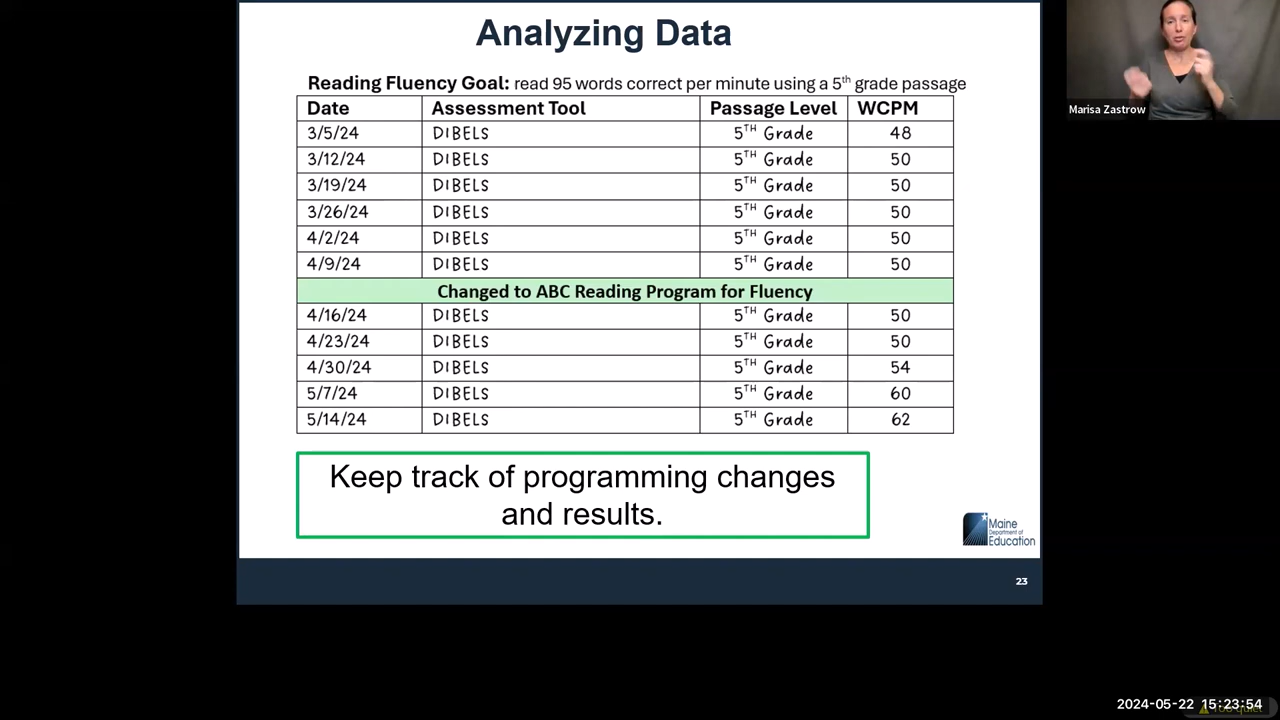 Analyzing Data
Reading Fluency Goal: read 95 words correct per minute using a 5th grade passage
Date Assessment Tool Passage Level WCPM
3/5/24 DIBELS 5TH Grade 48
3/12/24 DIBELS 5TH Grade 50
3/19/24 DIBELS 5TH Grade 50
3/26/24 DIBELS 5TH Grade 50
4/2/24 DIBELS 5TH Grade 50
4/9/24 DIBELS 5TH Grade 50
Changed to ABC Reading Program for Fluency
4/16/24 DIBELS 5TH Grade 50
4/23/24 DIBELS 5TH Grade 50
4/30/24 DIBELS 5TH Grade 54
5/7/24 DIBELS 5TH Grade 60
5/14/24 DIBELS 5TH Grade 62
Keep track of programming changes
and results.
Maine
Department of
Education
23
Marisa Zastrow
2024-05-22 15:23:54